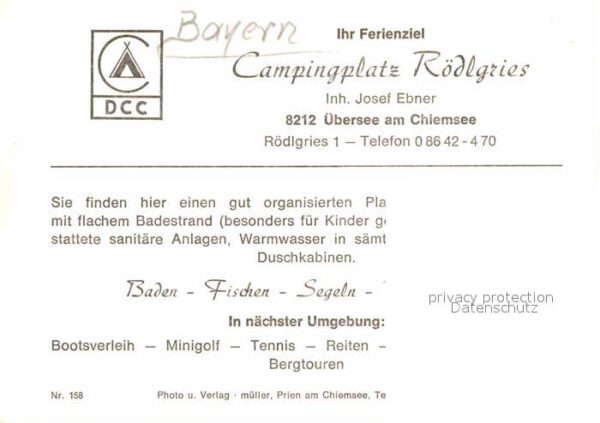 Bayern
Ihr Ferienziel
Campingplatz Rödlgries
DCC
Inh. Josef Ebner
8212 Übersee am Chiemsee
Rödlgries 1 — Telefon 0 86 42 - 4 70
Sie finden hier einen gut organisierten Pla
mit flachem Badestrand (besonders für Kinder ge
stattete sanitäre Anlagen, Warmwasser in sämt
Duschkabinen.
Baden - Fischen - Segeln -
privacy protection
Datenschutz
In nächster Umgebung:
Bootsverleih — Minigolf — Tennis — Reiten —
Bergtouren
Nr. 158 Photo u. Verlag · müller, Prien am Chiemsee, Te